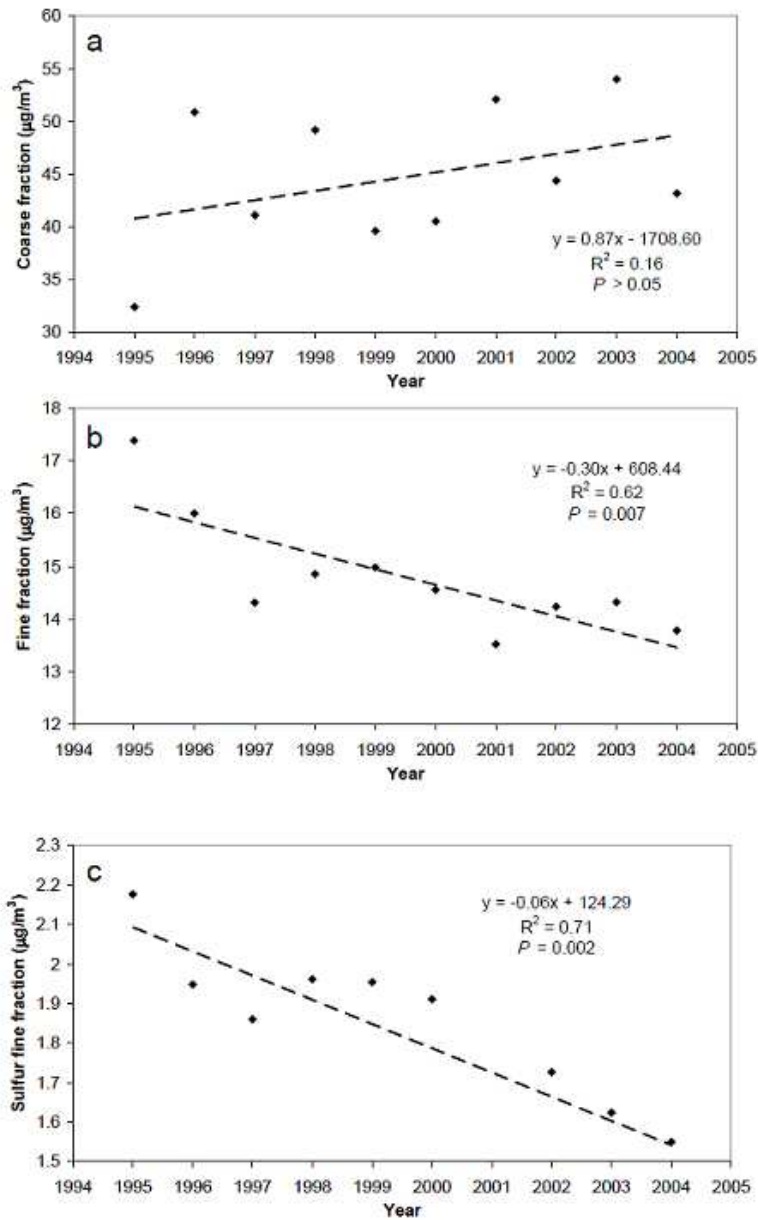 a
Coarse fraction (µg/m³)
55
50
45
40
35
30
y = 0.87x - 1708.60
R² = 0.16
P > 0.05
1994 1995 1996 1997 1998 1999 2000 2001 2002 2003 2004 2005
Year
b
Fine fraction (µg/m³)
18
17
16
15
14
13
12
y = -0.30x + 608.44
R² = 0.62
P = 0.007
1994 1995 1996 1997 1998 1999 2000 2001 2002 2003 2004 2005
Year
c
Sulfur fine fraction (µg/m³)
2.3
2.2
2.1
2
1.9
1.8
1.7
1.6
1.5
y = -0.06x + 124.29
R² = 0.71
P = 0.002
1994 1995 1996 1997 1998 1999 2000 2001 2002 2003 2004 2005
Year